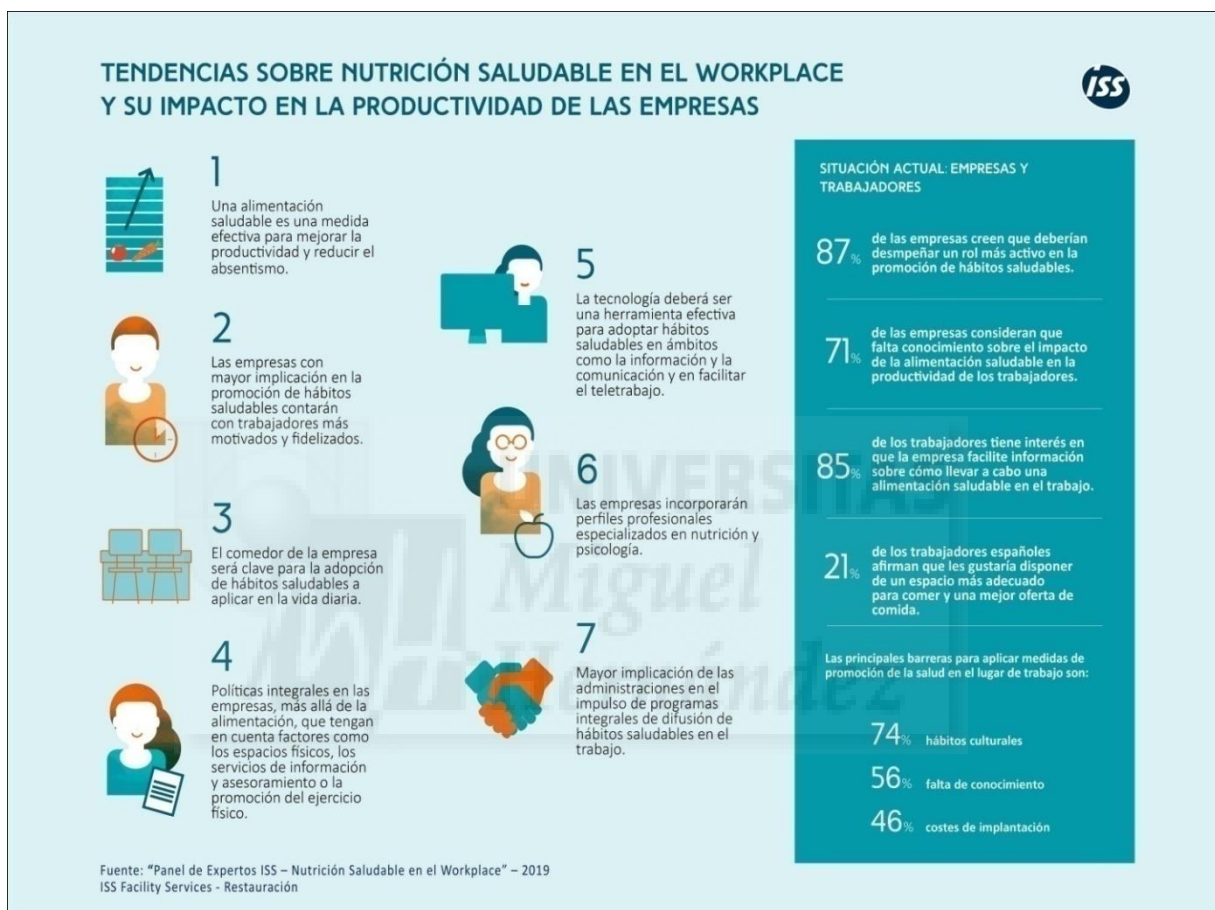 TENDENCIAS SOBRE NUTRICIÓN SALUDABLE EN EL WORKPLACE
Y SU IMPACTO EN LA PRODUCTIVIDAD DE LAS EMPRESAS
ISS
1
Una alimentación
saludable es una medida
efectiva para mejorar la
productividad y reducir el
absentismo.
2
Las empresas con
mayor implicación en la
promoción de hábitos
saludables contarán
con trabajadores más
motivados y fidelizados.
3
El comedor de la empresa
será clave para la adopción
de hábitos saludables a
aplicar en la vida diaria.
4
Políticas integrales en las
empresas, más allá de la
alimentación, que tengan
en cuenta factores como
los espacios físicos, los
servicios de información
y asesoramiento o la
promoción del ejercicio
físico.
5
La tecnología deberá ser
una herramienta efectiva
para adoptar hábitos
saludables en ámbitos
como la información y la
comunicación y en facilitar
el teletrabajo.
6
Las empresas incorporarán
perfiles profesionales
especializados en nutrición y
psicología.
7
Mayor implicación de las
administraciones en el
impulso de programas
integrales de difusión de
hábitos saludables en el
trabajo.
SITUACIÓN ACTUAL: EMPRESAS Y
TRABAJADORES
87%
de las empresas creen que deberían
desempeñar un rol más activo en la
promoción de hábitos saludables.
71%
de las empresas consideran que
falta conocimiento sobre el impacto
de la alimentación saludable en la
productividad de los trabajadores.
85%
de los trabajadores tiene interés en
que la empresa facilite información
sobre cómo llevar a cabo una
alimentación saludable en el trabajo.
21%
de los trabajadores españoles
afirman que les gustaría disponer
de un espacio más adecuado
para comer y una mejor oferta de
comida.
Las principales barreras para aplicar medidas de
promoción de la salud en el lugar de trabajo son:
74% hábitos culturales
56% falta de conocimiento
46% costes de implantación
Fuente: "Panel de Expertos ISS – Nutrición Saludable en el Workplace" – 2019
ISS Facility Services - Restauración
UNIVERSITAS
Miguel
Hernández